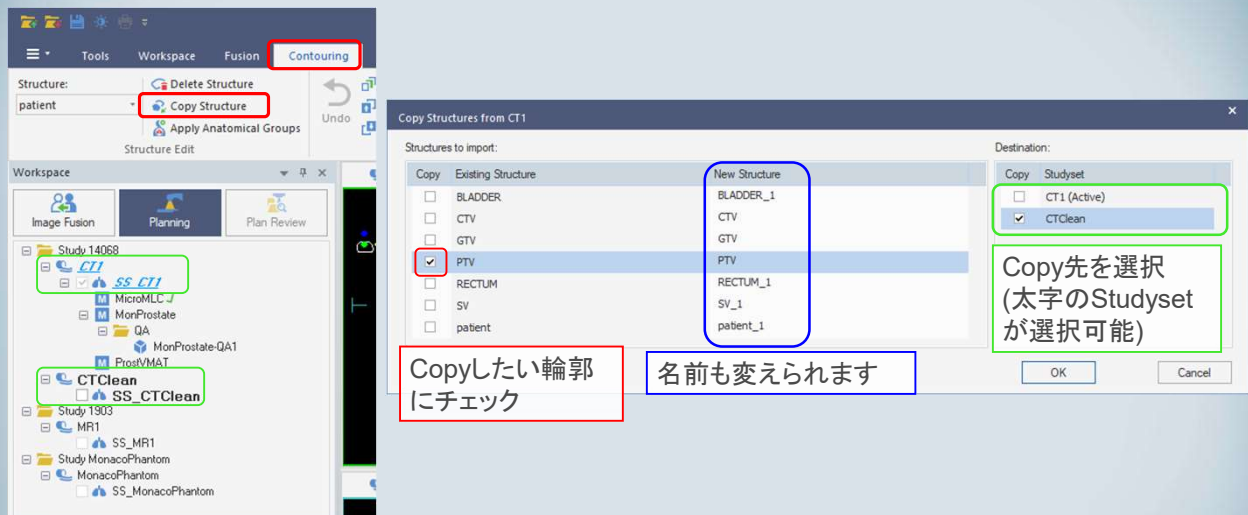 Tools Workspace Fusion Contouring
Structure:
patient
Delete Structure
Copy Structure
Apply Anatomical Groups
Undo
Structure Edit
Workspace
Image Fusion Planning Plan Review
Study 14068
CT1
SS_CT1
MicroMLC
MonProstate
QA
MonProstate-QA1
ProstVMAT
CTClean
SS_CTClean
Study 1903
MR1
SS_MR1
Study MonacoPhantom
MonacoPhantom
SS_MonacoPhantom
Copy Structures from CT1
Structures to import:
Copy Existing Structure New Structure
BLADDER BLADDER_1
CTV CTV
GTV GTV
PTV PTV
RECTUM RECTUM_1
SV SV_1
patient patient_1
Destination:
Copy Studyset
CT1 (Active)
CTClean
Copy先を選択
(太字のStudyset
が選択可能)
Copyしたい輪郭
にチェック
名前も変えられます
OK Cancel